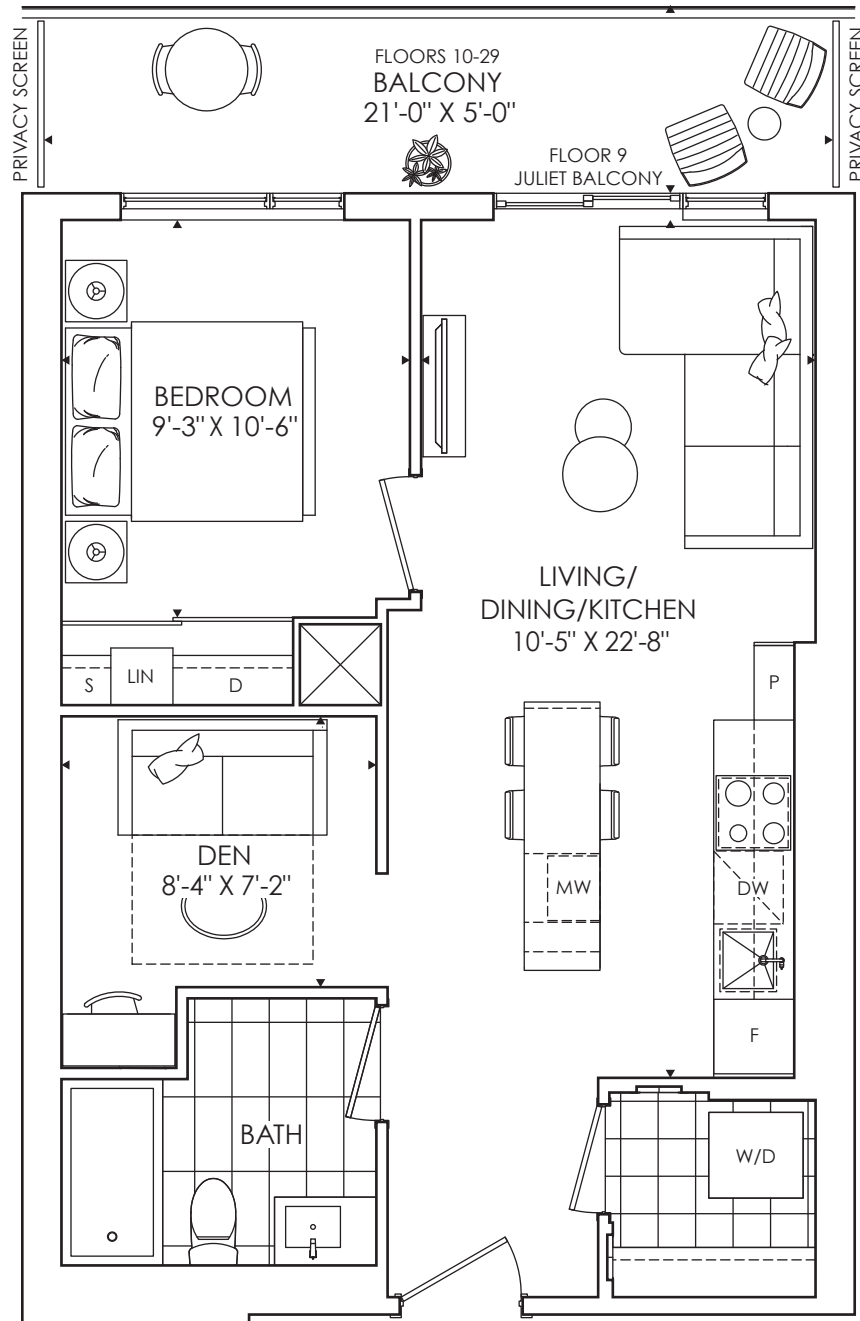 PRIVACY SCREEN
FLOORS 10-29
BALCONY
21'-0" X 5'-0"
PRIVACY SCREEN
FLOOR 9
JULIET BALCONY
BEDROOM
9'-3" X 10'-6"
LIVING/
DINING/KITCHEN
10'-5" X 22'-8"
S
LIN
D
P
DEN
8'-4" X 7'-2"
MW
DW
F
BATH
W/D